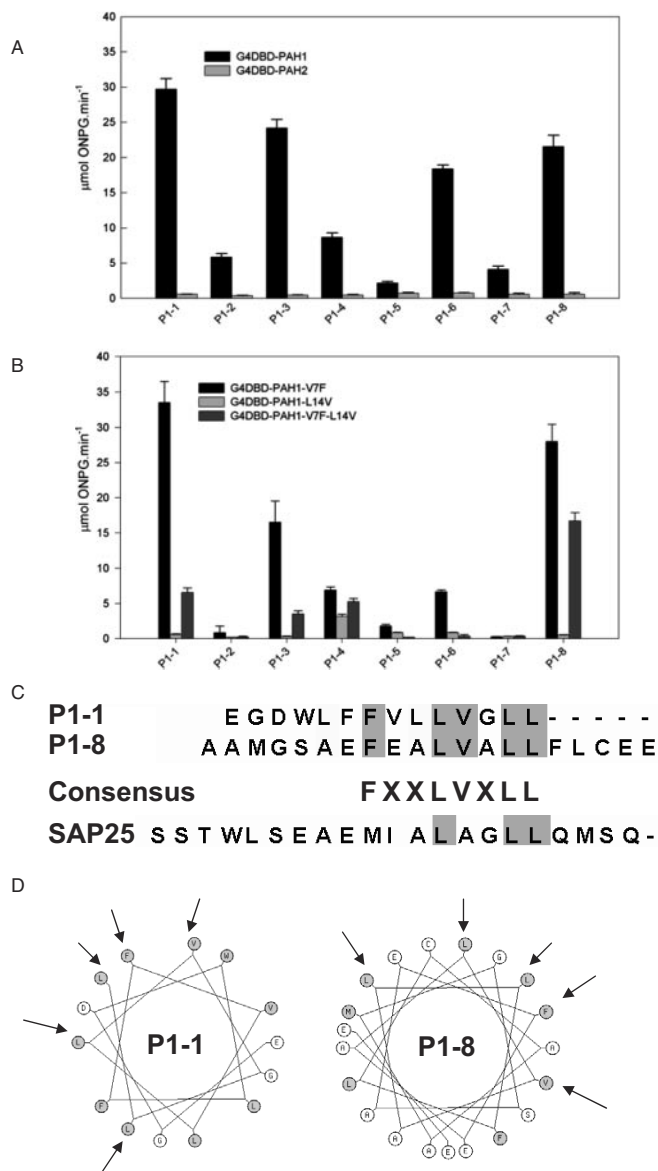 A
40
35
30
25
20
15
10
5
0
µmol ONPG.min-1
G4DBD-PAH1
G4DBD-PAH2
P1-1 P1-2 P1-3 P1-4 P1-5 P1-6 P1-7 P1-8
B
40
35
30
25
20
15
10
5
0
µmol ONPG.min-1
G4DBD-PAH1-V7F
G4DBD-PAH1-L14V
G4DBD-PAH1-V7F-L14V
P1-1 P1-2 P1-3 P1-4 P1-5 P1-6 P1-7 P1-8
C
P1-1 E G D W L F F V L L V G L L - - - - -
P1-8 A A M G S A E F E A L V A L L F L C E E
Consensus F X X L V X L L
SAP25 S S T W L S E A E M I A L A G L L Q M S Q -
D
V
W
F
L
V
D
L
E
G
F
L
L
G
L
P1-1
L
C
G
E
L
L
M
F
E
A
A
L
V
A
S
A
A
E
E
F
P1-8